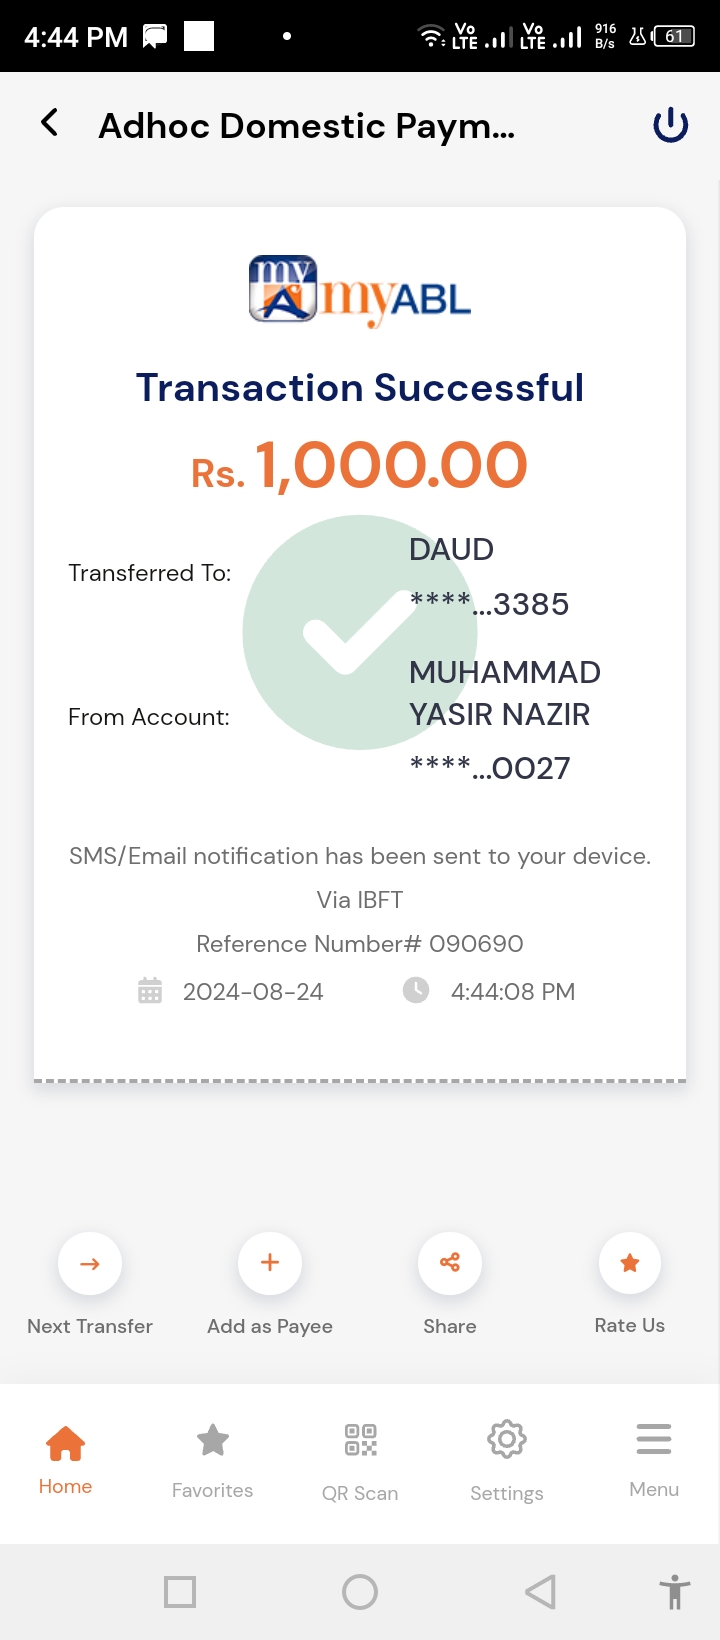 4:44 PM
Vo LTE
Vo LTE
916 B/s
61
Adhoc Domestic Paym...
my
A
myABL
Transaction Successful
Rs. 1,000.00
Transferred To:
DAUD
****...3385
From Account:
MUHAMMAD
YASIR NAZIR
****...0027
SMS/Email notification has been sent to your device.
Via IBFT
Reference Number# 090690
2024-08-24 4:44:08 PM
Next Transfer Add as Payee Share Rate Us
Home Favorites QR Scan Settings Menu